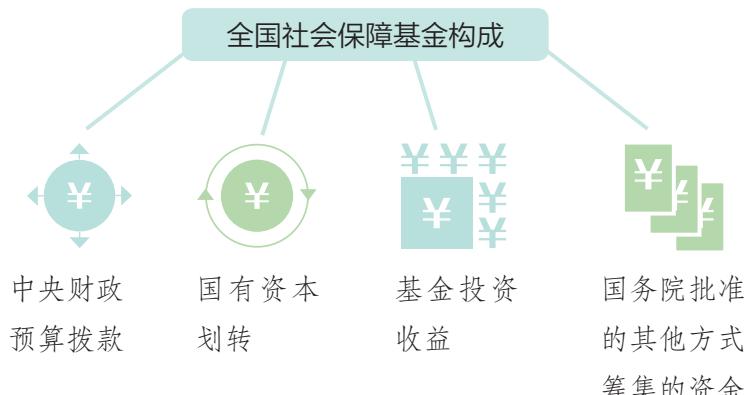 全国社会保障基金构成
¥
¥
¥ ¥ ¥
¥ ¥
¥
¥
¥
¥
中央财政
预算拨款
国有资本
划转
基金投资
收益
国务院批准
的其他方式
筹集的资金